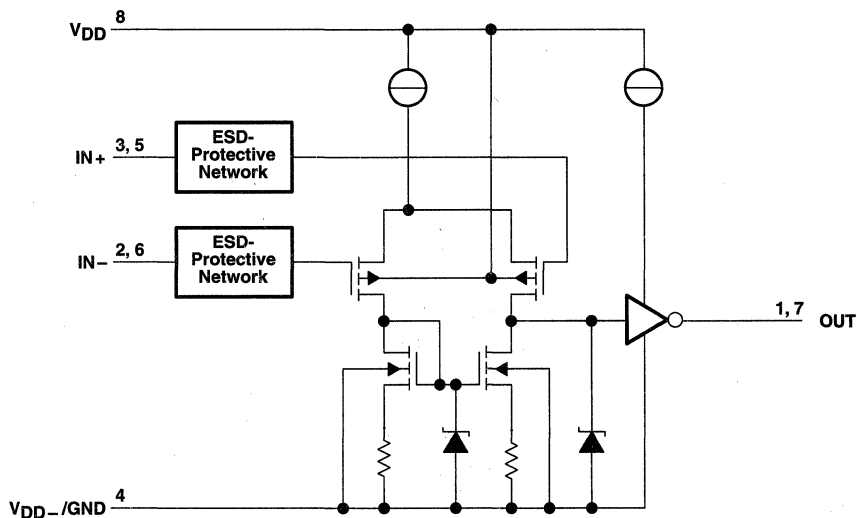 VDD 8
ESD-
Protective
Network
IN+ 3, 5
ESD-
Protective
Network
IN– 2, 6
1, 7 OUT
VDD–/GND 4